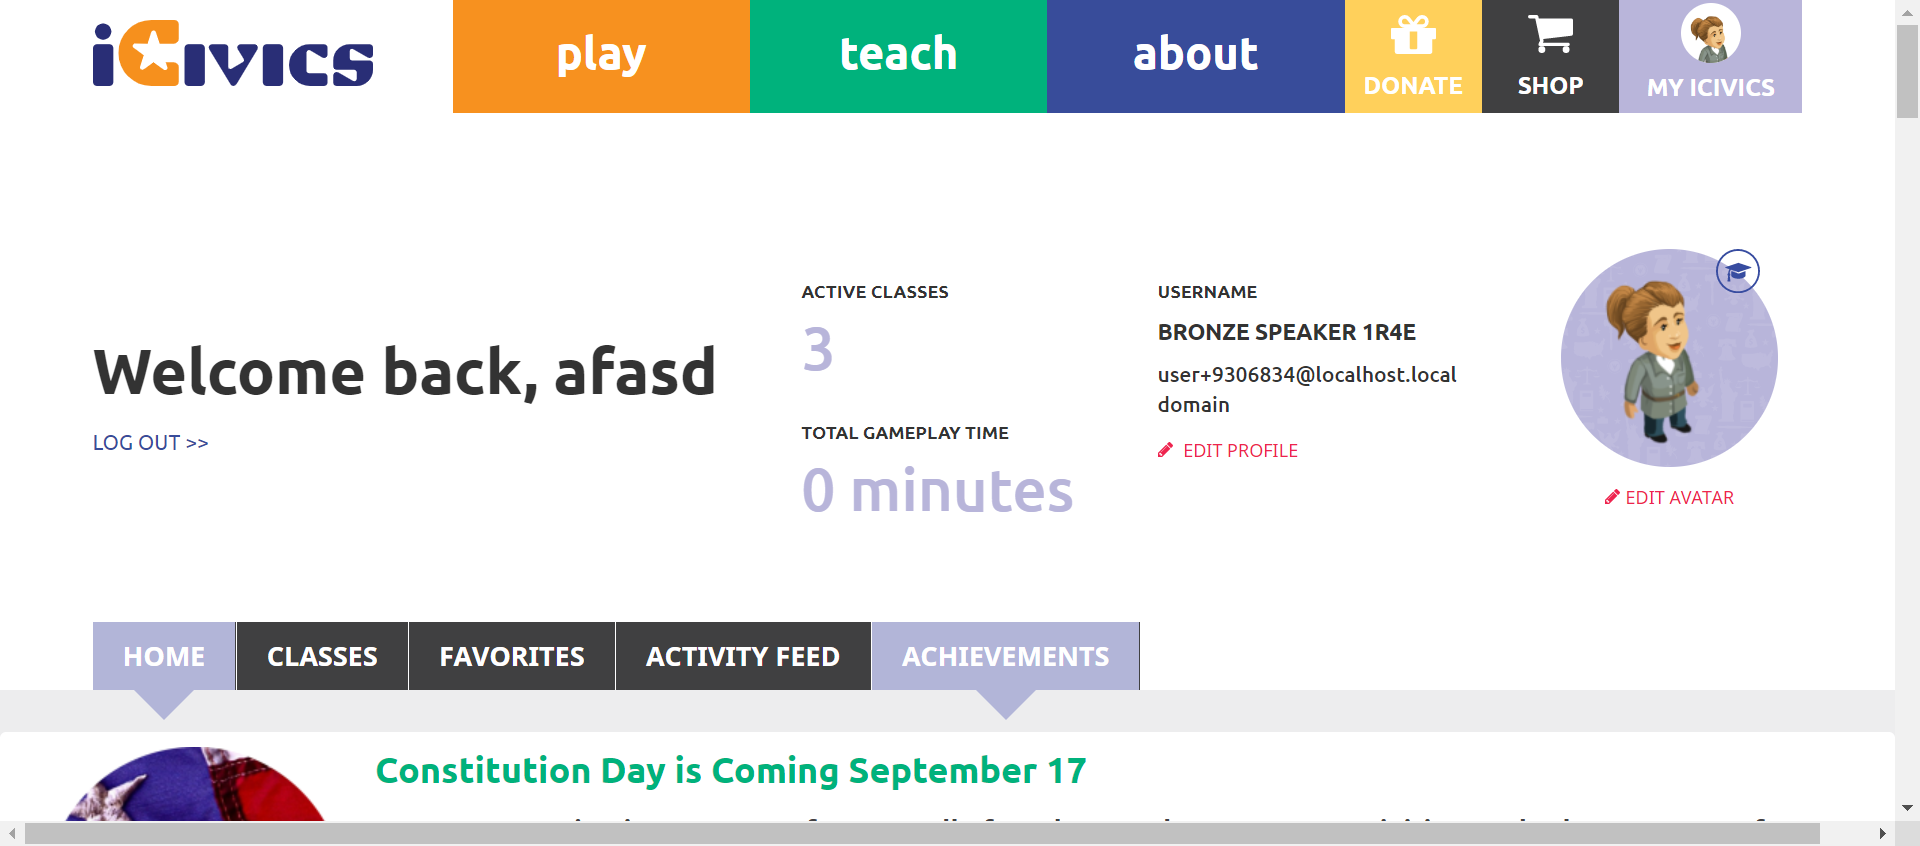 iCivics
play
teach
about
DONATE
SHOP
MY ICIVICS
Welcome back, afasd
LOG OUT >>
ACTIVE CLASSES
3
TOTAL GAMEPLAY TIME
0 minutes
USERNAME
BRONZE SPEAKER 1R4E
user+9306834@localhost.local
domain
EDIT PROFILE
EDIT AVATAR
HOME
CLASSES
FAVORITES
ACTIVITY FEED
ACHIEVEMENTS
Constitution Day is Coming September 17